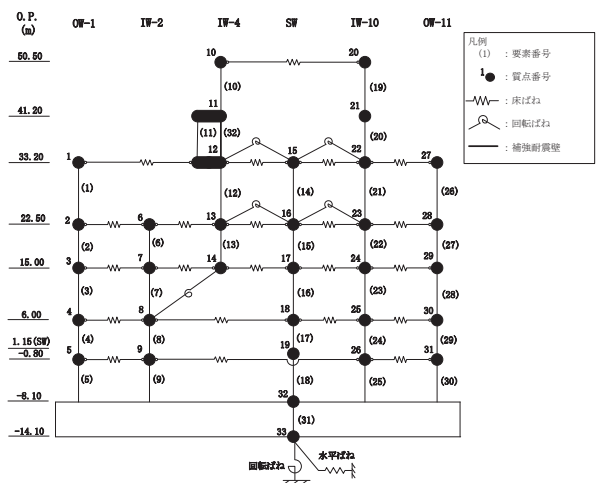 O.P.
(m)
OW-1 IW-2 IW-4 SW IW-10 OW-11
凡例
(1) : 要素番号
1 : 質点番号
: 床ばね
: 回転ばね
: 補強耐震壁
50.50 10 20
(10) (19)
41.20 11 21
(11) (32) (20)
33.20 1 12 15 22 27
(1) (12) (14) (21) (26)
22.50 2 6 13 16 23 28
(2) (6) (13) (15) (22) (27)
15.00 3 7 14 17 24 29
(3) (7) (16) (23) (28)
6.00 4 8 18 25 30
(4) (8) (17) (24) (29)
1.15(SW) 19
-0.80 5 9 26 31
(5) (9) (18) (25) (30)
-8.10 32
(31)
-14.10 33
水平ばね
回転ばね